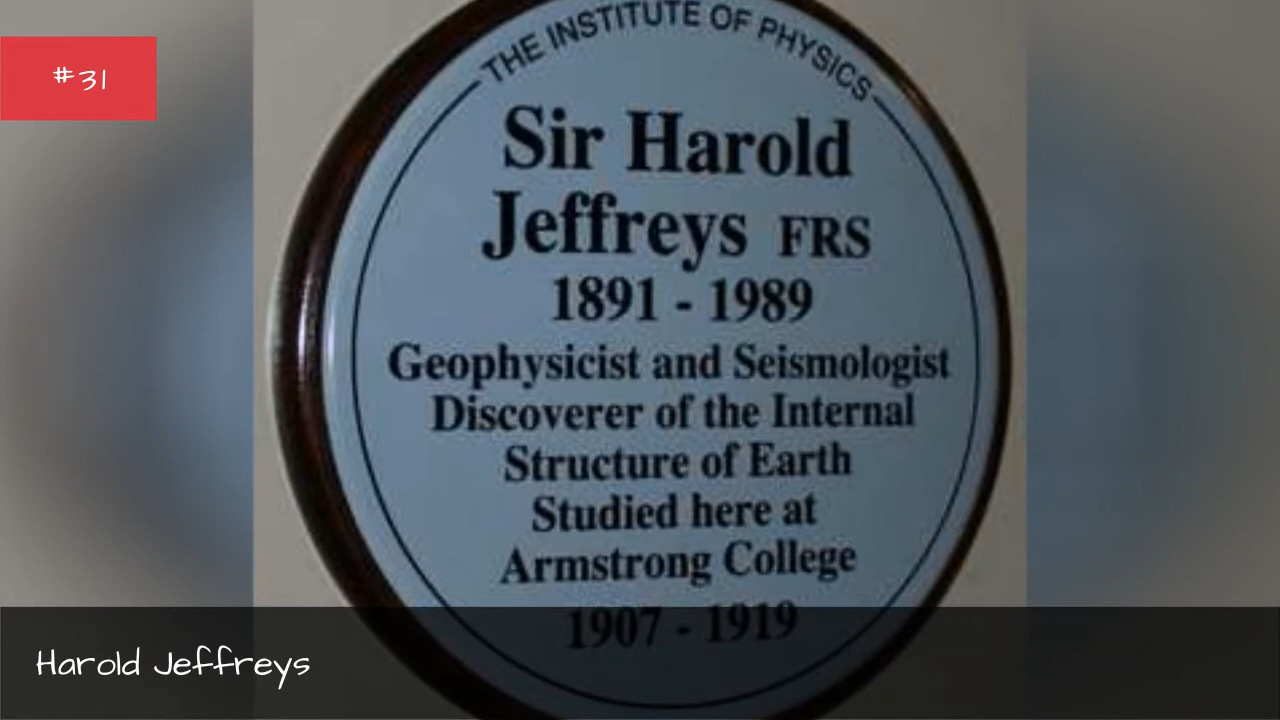 #31
THE INSTITUTE OF PHYSICS
Sir Harold
Jeffreys FRS
1891 - 1989
Geophysicist and Seismologist
Discoverer of the Internal
Structure of Earth
Studied here at
Armstrong College
1907 - 1919
Harold Jeffreys